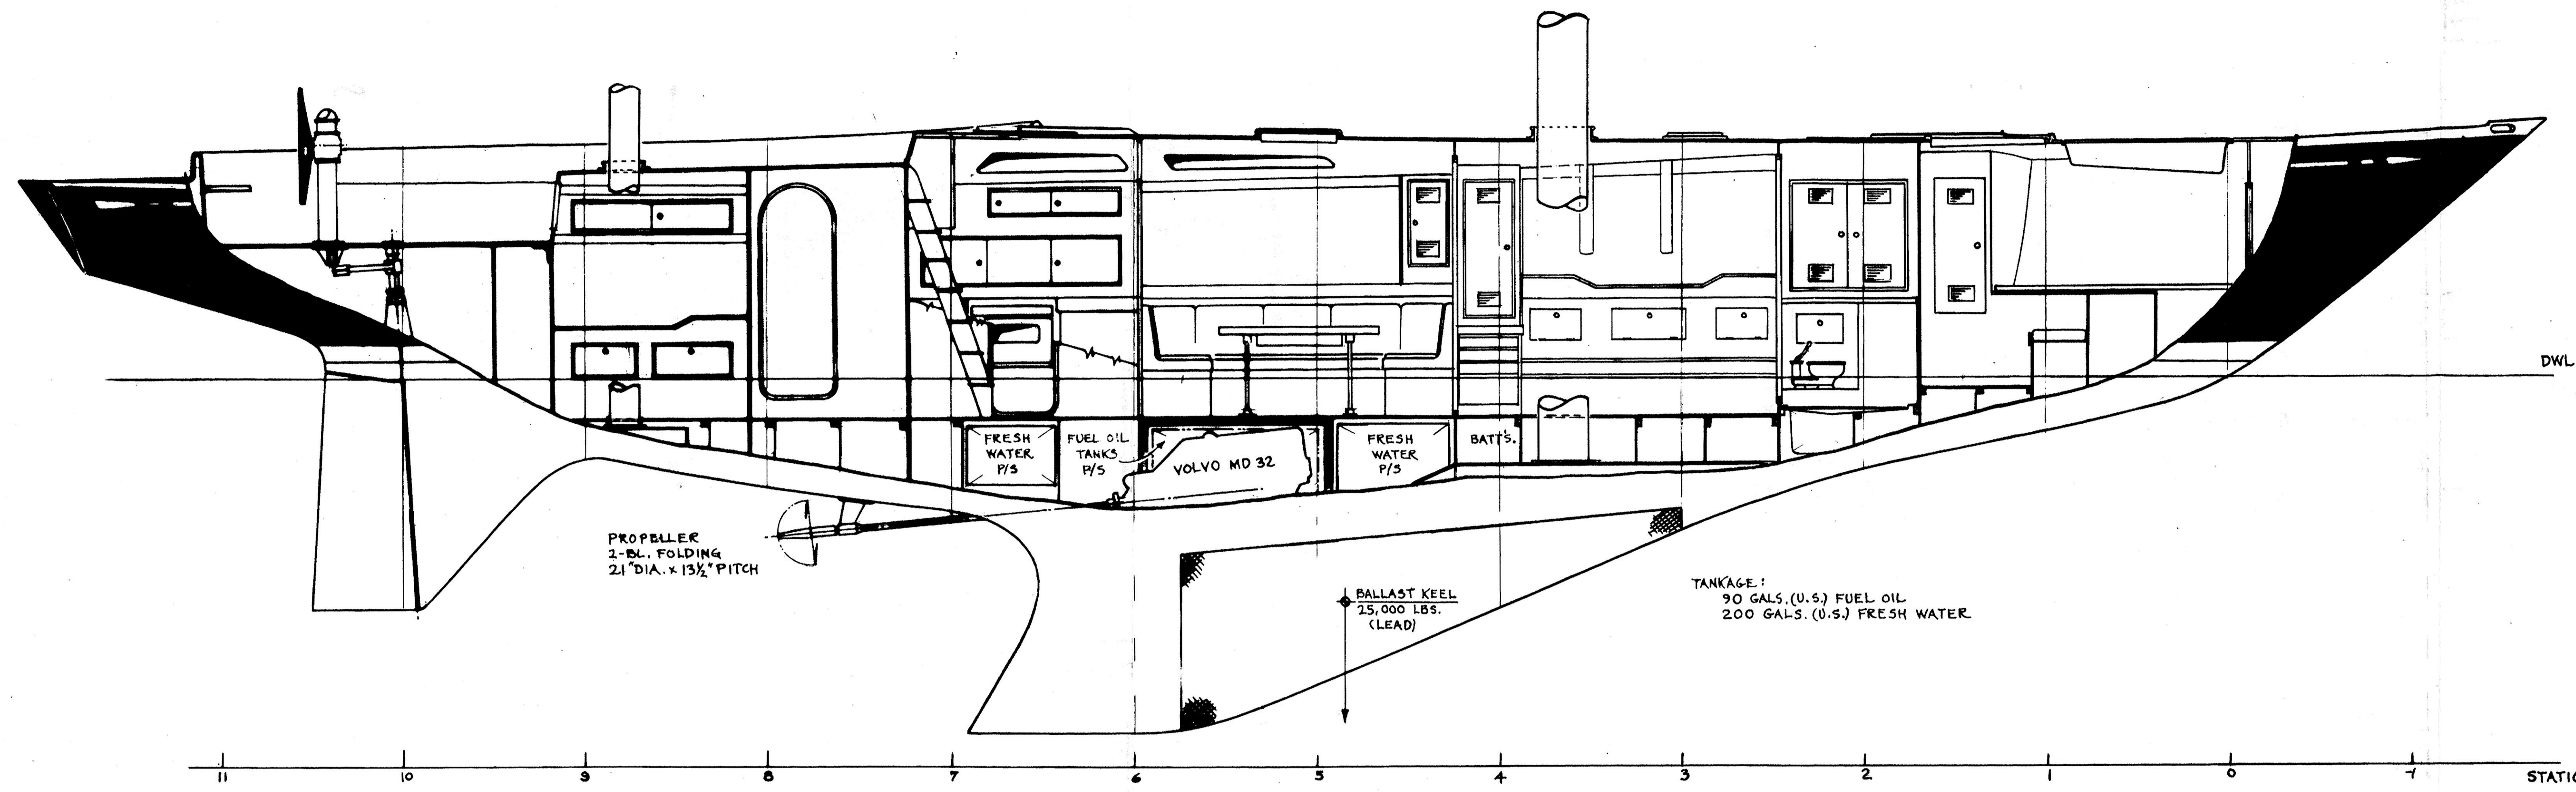 DWL
FRESH
WATER
P/S
FUEL OIL
TANKS
P/S
VOLVO MD 32
FRESH
WATER
P/S
BATT'S.
PROPELLER
2-BL. FOLDING
21" DIA. x 13½" PITCH
BALLAST KEEL
25,000 LBS.
(LEAD)
TANKAGE:
90 GALS. (U.S.) FUEL OIL
200 GALS. (U.S.) FRESH WATER
11 10 9 8 7 6 5 4 3 2 1 0 -1 STATIO